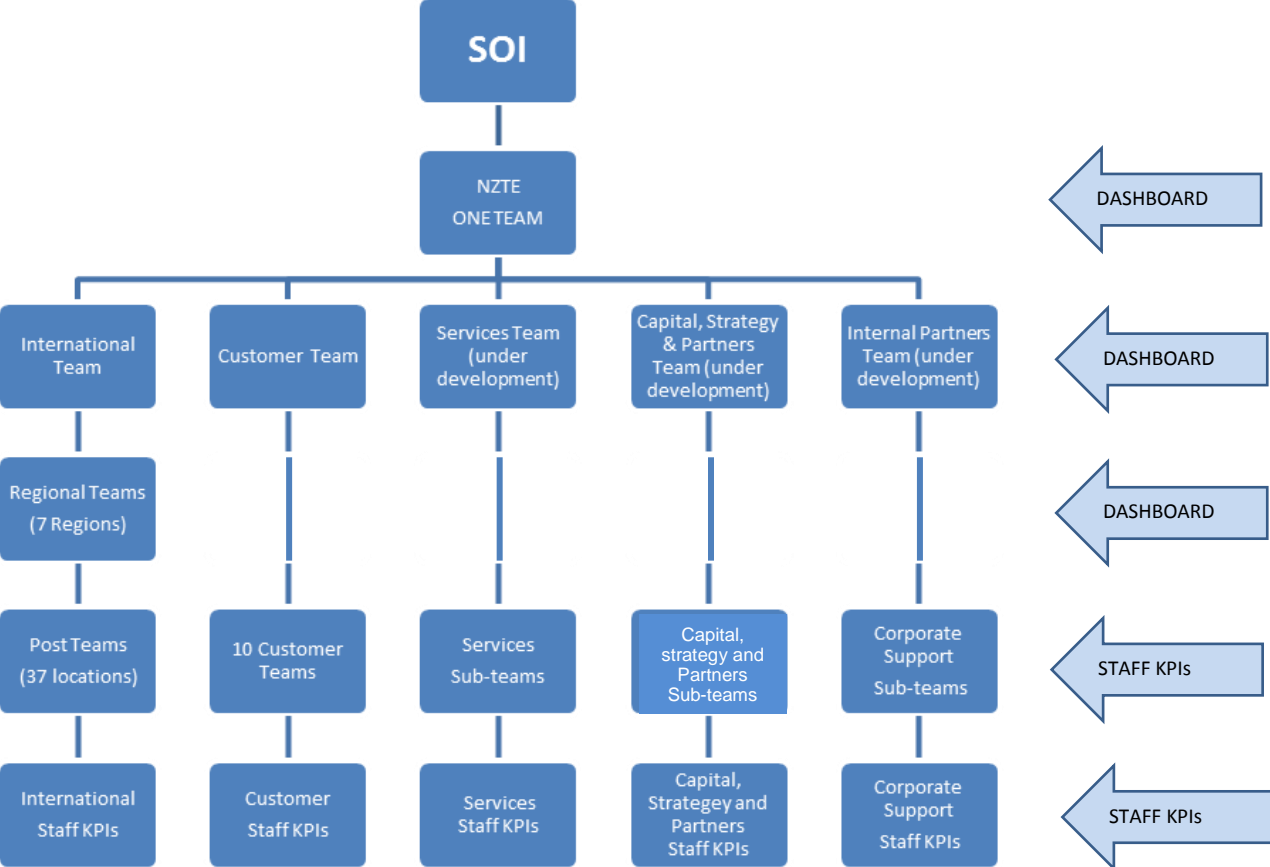 SOI
NZTE
ONE TEAM
DASHBOARD
International
Team
Customer Team
Services Team
(under
development)
Capital, Strategy
& Partners
Team (under
development)
Internal Partners
Team (under
development)
DASHBOARD
Regional Teams
(7 Regions)
DASHBOARD
Post Teams
(37 locations)
10 Customer
Teams
Services
Sub-teams
Capital,
strategy and
Partners
Sub-teams
Corporate
Support
Sub-teams
STAFF KPIs
International
Staff KPIs
Customer
Staff KPIs
Services
Staff KPIs
Capital,
Strategey and
Partners
Staff KPIs
Corporate
Support
Staff KPIs
STAFF KPIs